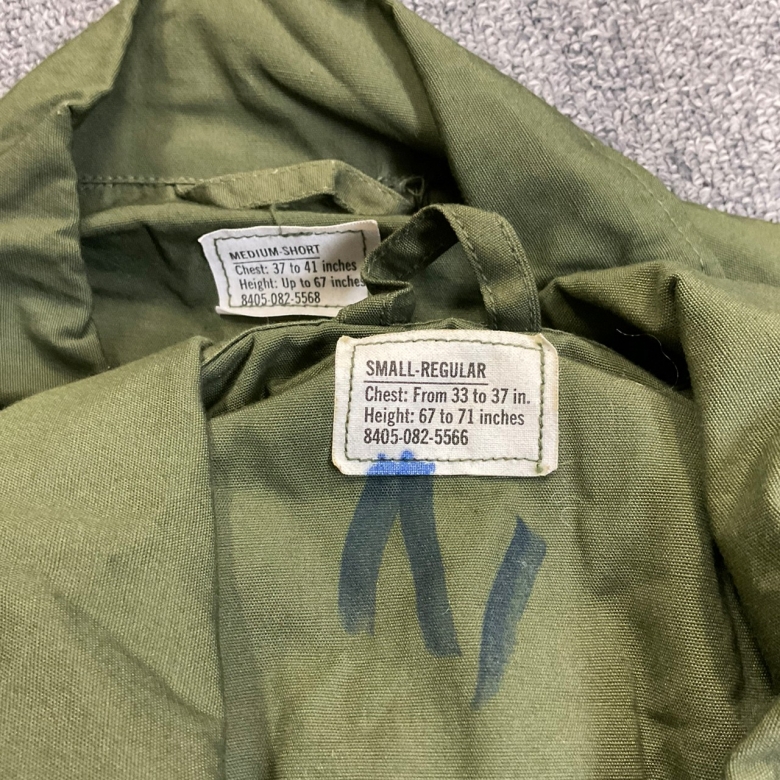 MEDIUM-SHORT
Chest: 37 to 41 inches
Height: Up to 67 inches
8405-082-5568
SMALL-REGULAR
Chest: From 33 to 37 in.
Height: 67 to 71 inches
8405-082-5566